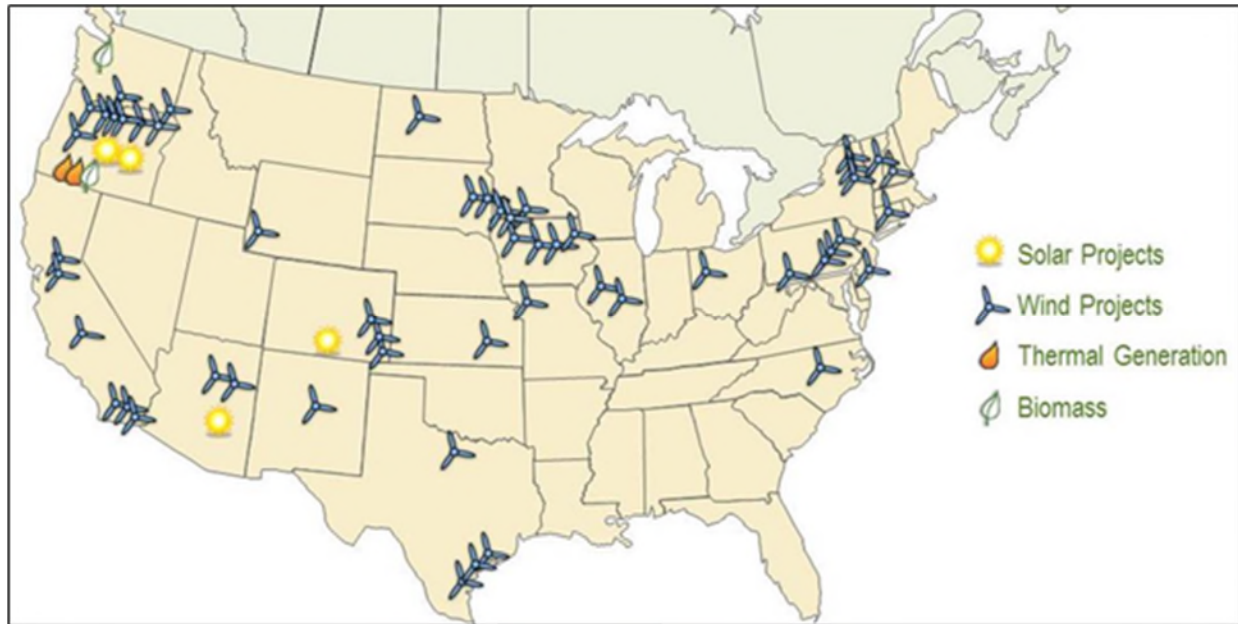 Solar Projects
Wind Projects
Thermal Generation
Biomass